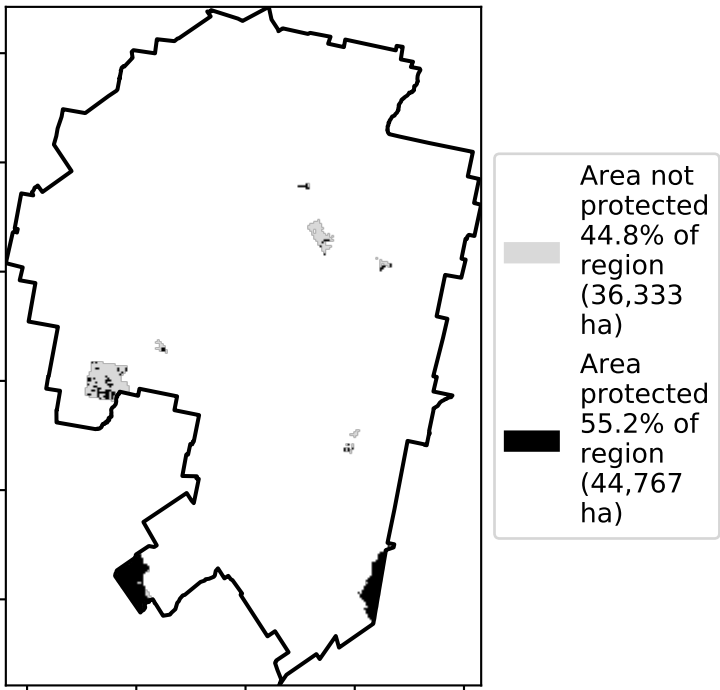 Area not
protected
44.8% of
region
(36,333
ha)
Area
protected
55.2% of
region
(44,767
ha)